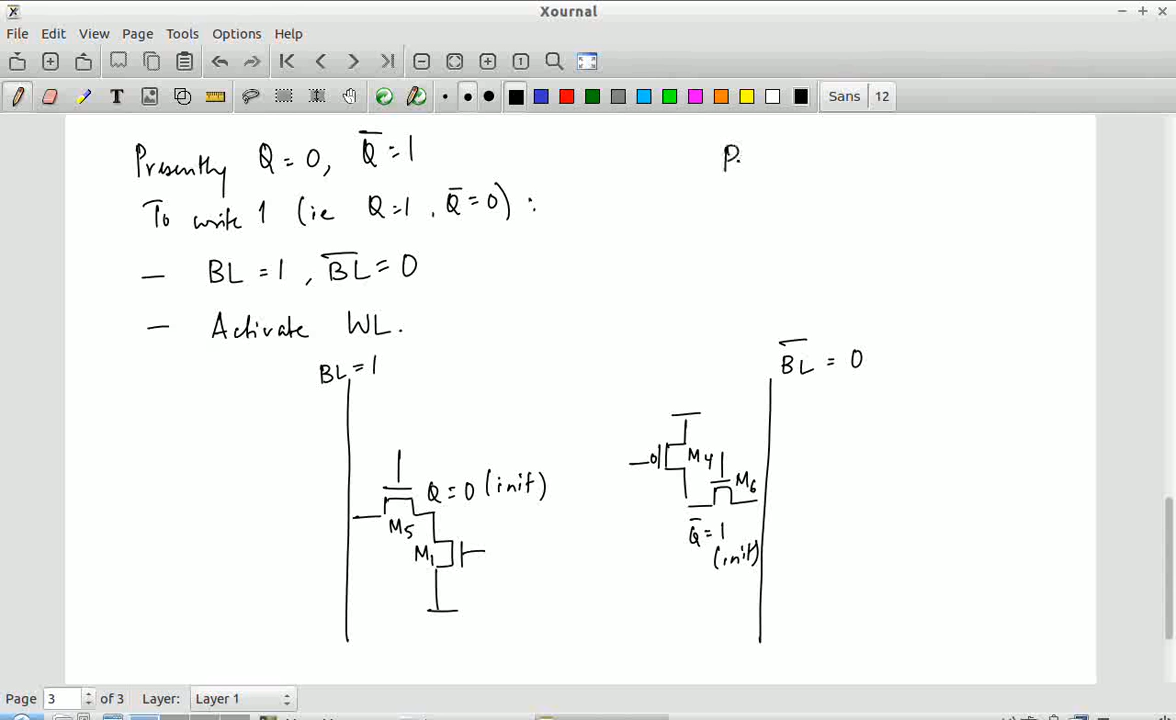 Xournal
File Edit View Page Tools Options Help
Sans 12
Presently Q = 0, Q̅ = 1
P.
To write 1 (ie Q=1, Q̅=0) :
— BL = 1, B̅L̅ = 0
— Activate WL.
BL = 1
B̅L̅ = 0
M4
M6
Q = 0 (init)
M5
Q̅ = 1
(init)
M1
Page 3 of 3 Layer: Layer 1